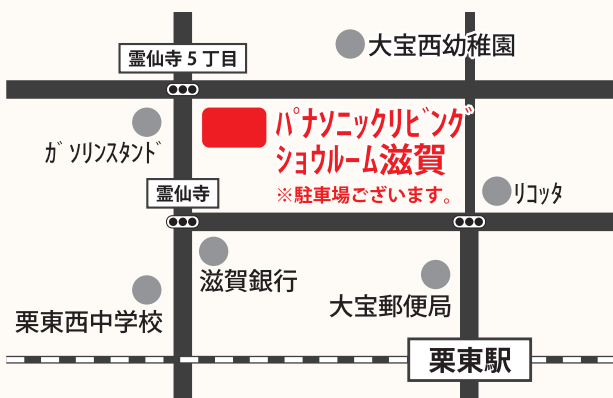 大宝西幼稚園
霊仙寺5丁目
ガソリンスタンド
パナソニックリビング
ショウルーム滋賀
※駐車場ございます。
霊仙寺
リコッタ
滋賀銀行
大宝郵便局
栗東西中学校
栗東駅